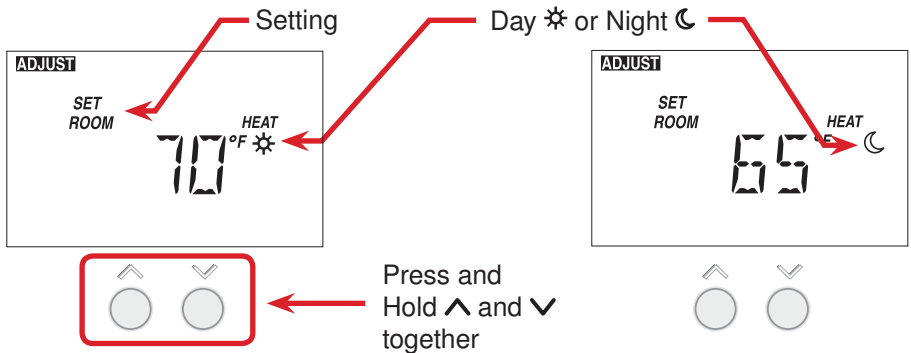 Setting
Day ☼ or Night ☾
ADJUST
SET
ROOM
HEAT
70°F ☼
ADJUST
SET
ROOM
HEAT
65°F ☾
Press and
Hold ∧ and ∨
together